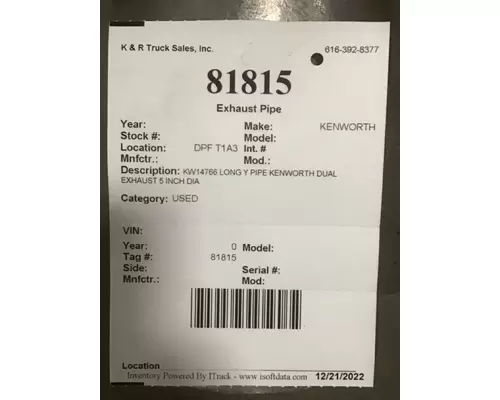 K & R Truck Sales, Inc. 616-392-8377
81815
Exhaust Pipe
Year: Make: KENWORTH
Stock #: Model:
Location: DPF T1A3 Int. #
Mnfctr.: Mod.:
Description: KW14766 LONG Y PIPE KENWORTH DUAL
EXHAUST 5 INCH DIA
Category: USED
VIN:
Year: 0 Model:
Tag #: 81815
Side: Serial #:
Mnfctr.: Mod:
Location
Inventory Powered By ITrack - www.isoftdata.com 12/21/2022